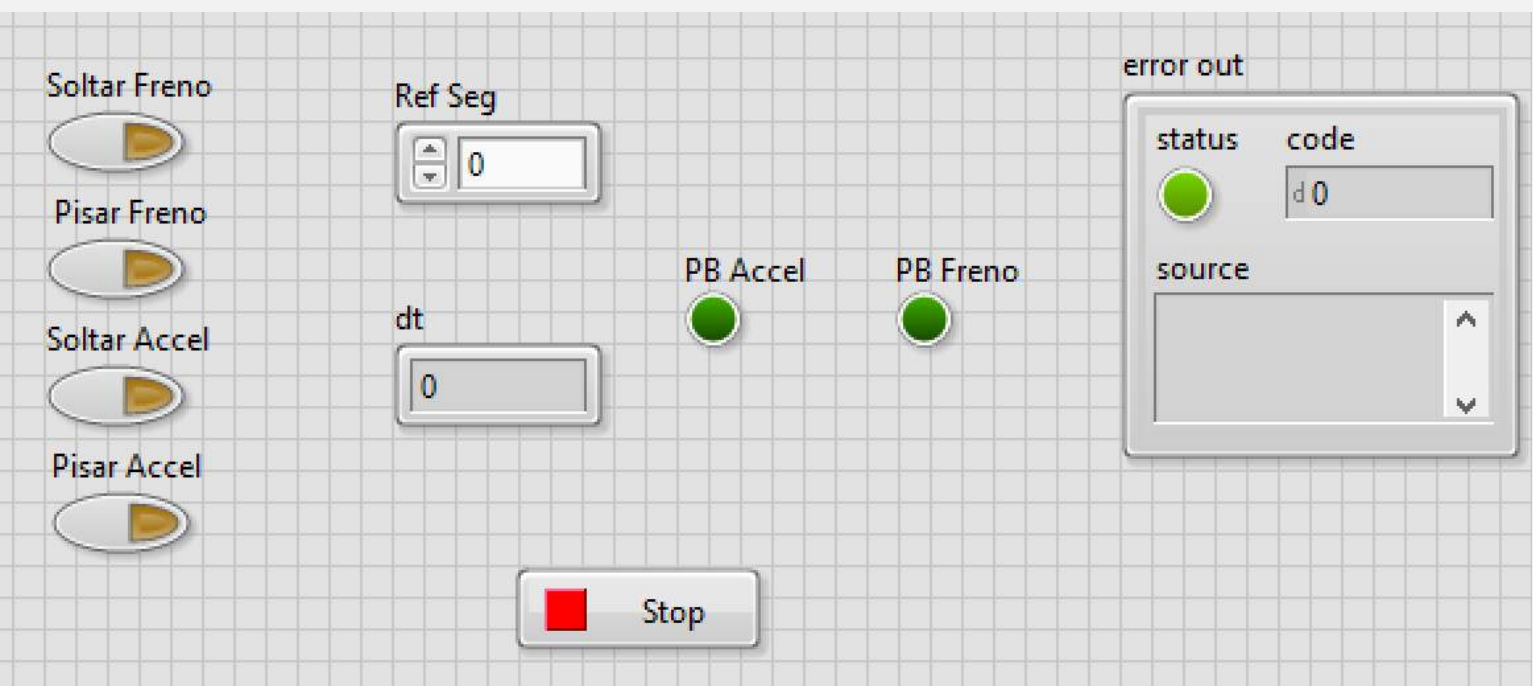 Soltar Freno
Pisar Freno
Soltar Accel
Pisar Accel
Ref Seg
0
dt
0
PB Accel
PB Freno
Stop
error out
status
code
d 0
source